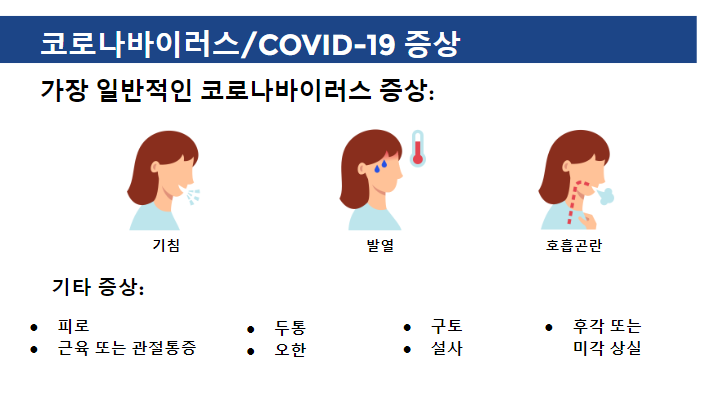 코로나바이러스/COVID-19 증상
가장 일반적인 코로나바이러스 증상:
기침
발열
호흡곤란
기타 증상:
● 피로
● 근육 또는 관절통증
● 두통
● 오한
● 구토
● 설사
● 후각 또는
미각 상실